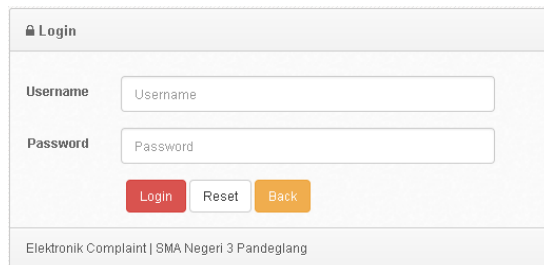 Login
Username
Username
Password
Password
Login Reset Back
Elektronik Complaint | SMA Negeri 3 Pandeglang